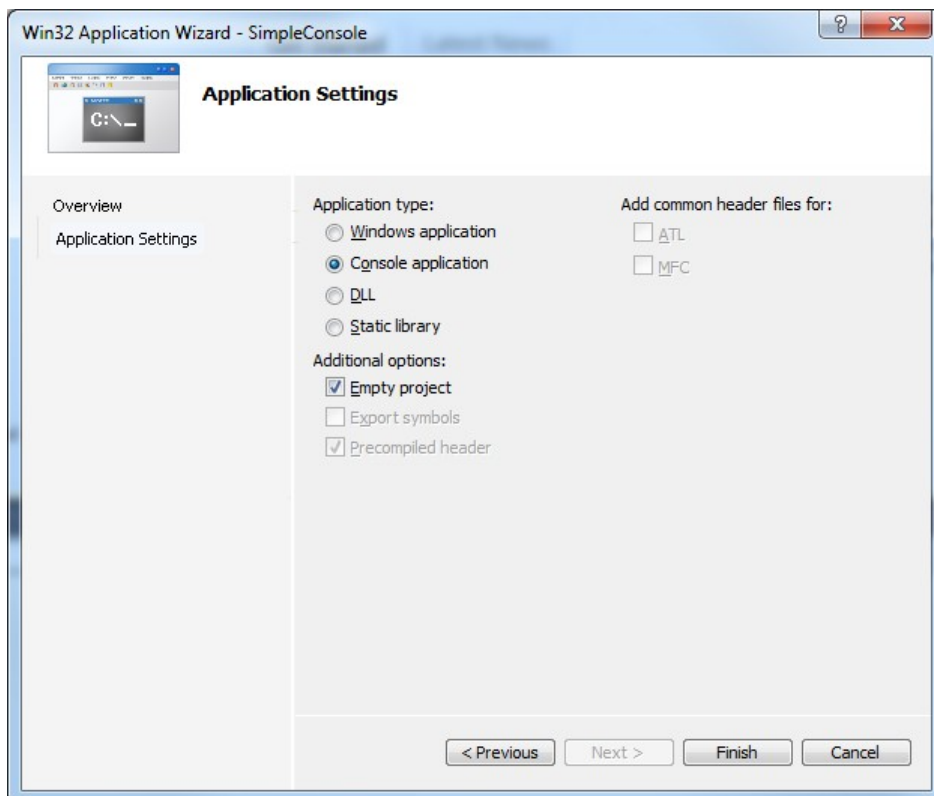 Win32 Application Wizard - SimpleConsole
?
C:\_
Application Settings
Overview
Application Settings
Application type:
Windows application
Console application
DLL
Static library
Additional options:
Empty project
Export symbols
Precompiled header
Add common header files for:
ATL
MFC
< Previous
Next >
Finish
Cancel